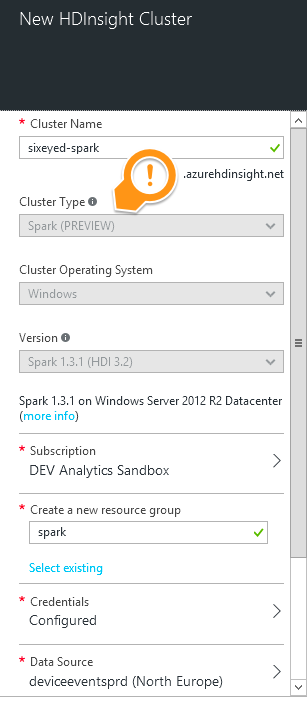 New HDInsight Cluster
* Cluster Name
sixeyed-spark
.azurehdinsight.net
!
Cluster Type
Spark (PREVIEW)
Cluster Operating System
Windows
Version
Spark 1.3.1 (HDI 3.2)
Spark 1.3.1 on Windows Server 2012 R2 Datacenter
(more info)
* Subscription
DEV Analytics Sandbox
* Create a new resource group
spark
Select existing
* Credentials
Configured
* Data Source
deviceeventsprd (North Europe)